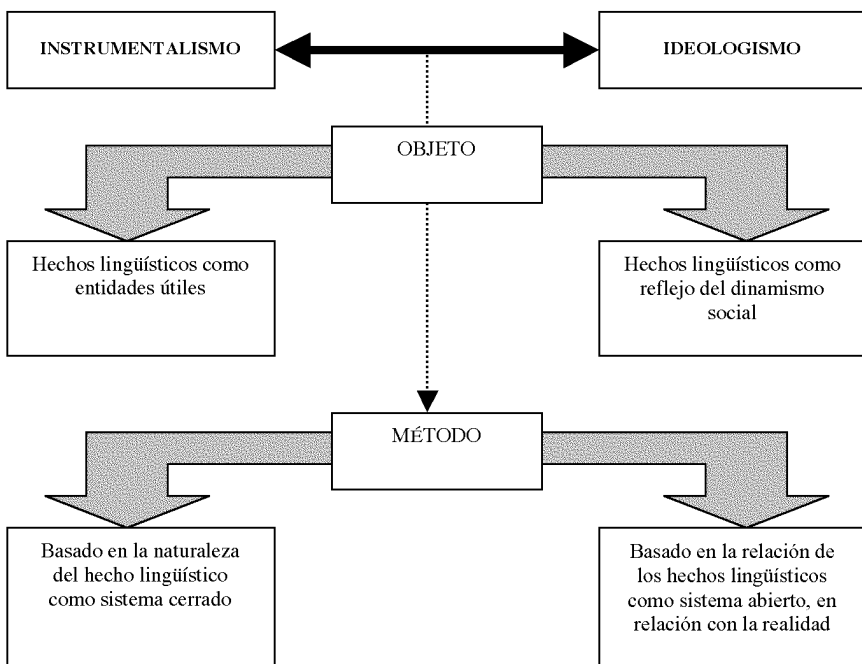 INSTRUMENTALISMO
IDEOLOGISMO
OBJETO
Hechos lingüísticos como
entidades útiles
Hechos lingüísticos como
reflejo del dinamismo
social
MÉTODO
Basado en la naturaleza
del hecho lingüístico
como sistema cerrado
Basado en la relación de
los hechos lingüísticos
como sistema abierto, en
relación con la realidad